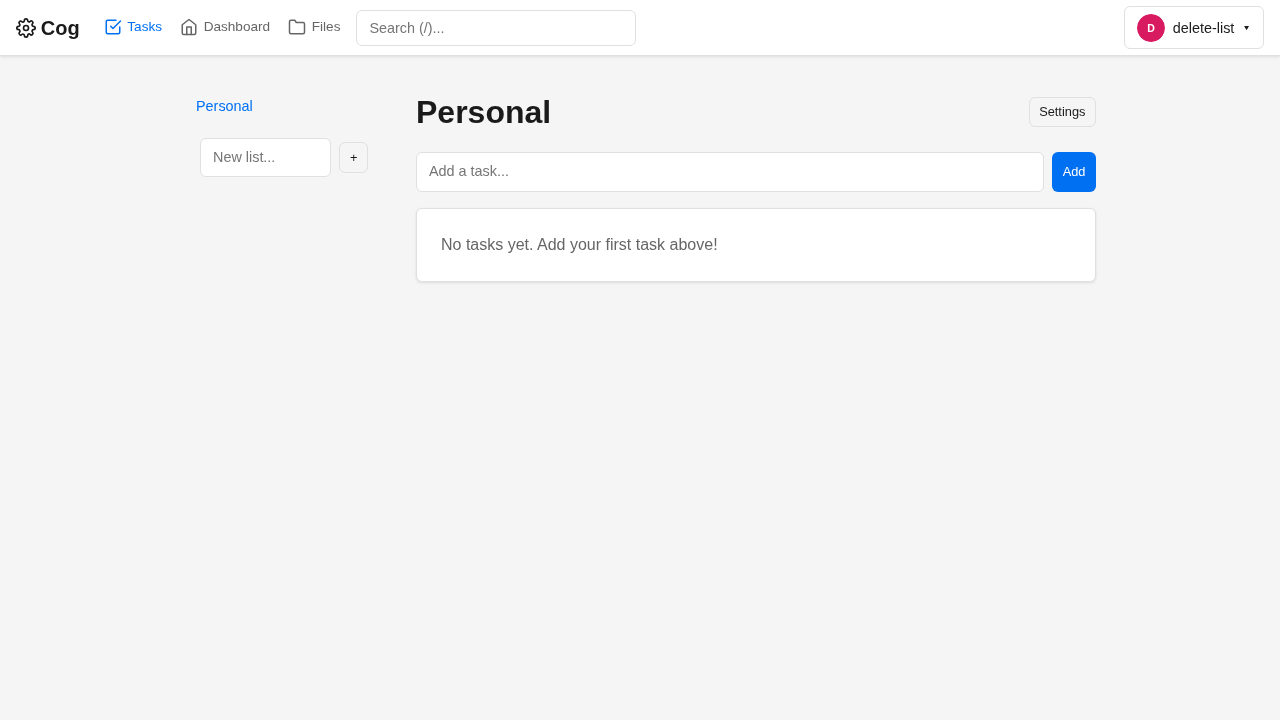 Cog
Tasks
Dashboard
Files
Search (/)...
D
delete-list
Personal
New list...
+
Personal
Settings
Add a task...
Add
No tasks yet. Add your first task above!